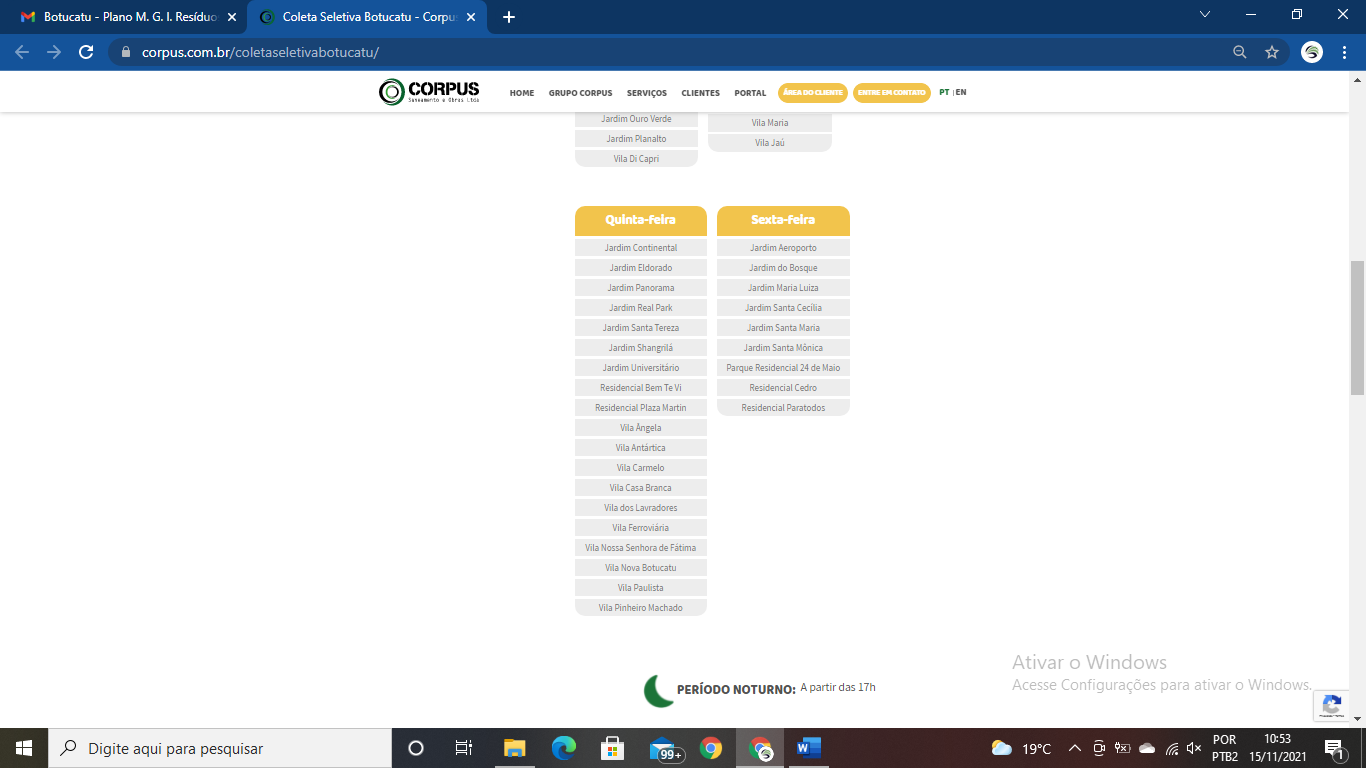 Botucatu - Plano M. G. I. Resíduo
Coleta Seletiva Botucatu - Corpu
corpus.com.br/coletaseletivabotucatu/
CORPUS
Saneamento e Obras Ltda
HOME
GRUPO CORPUS
SERVIÇOS
CLIENTES
PORTAL
ÁREA DO CLIENTE
ENTRE EM CONTATO
PT | EN
Jardim Ouro Verde
Jardim Planalto
Vila Di Capri
Vila Maria
Vila Jaú
Quinta-feira
Jardim Continental
Jardim Eldorado
Jardim Panorama
Jardim Real Park
Jardim Santa Tereza
Jardim Shangrilá
Jardim Universitário
Residencial Bem Te Vi
Residencial Plaza Martin
Vila Ângela
Vila Antártica
Vila Carmelo
Vila Casa Branca
Vila dos Lavradores
Vila Ferroviária
Vila Nossa Senhora de Fátima
Vila Nova Botucatu
Vila Paulista
Vila Pinheiro Machado
Sexta-feira
Jardim Aeroporto
Jardim do Bosque
Jardim Maria Luiza
Jardim Santa Cecília
Jardim Santa Maria
Jardim Santa Mônica
Parque Residencial 24 de Maio
Residencial Cedro
Residencial Paratodos
PERÍODO NOTURNO: A partir das 17h
Ativar o Windows
Acesse Configurações para ativar o Windows.
Digite aqui para pesquisar
99+
19°C
POR
PTB2
10:53
15/11/2021
1